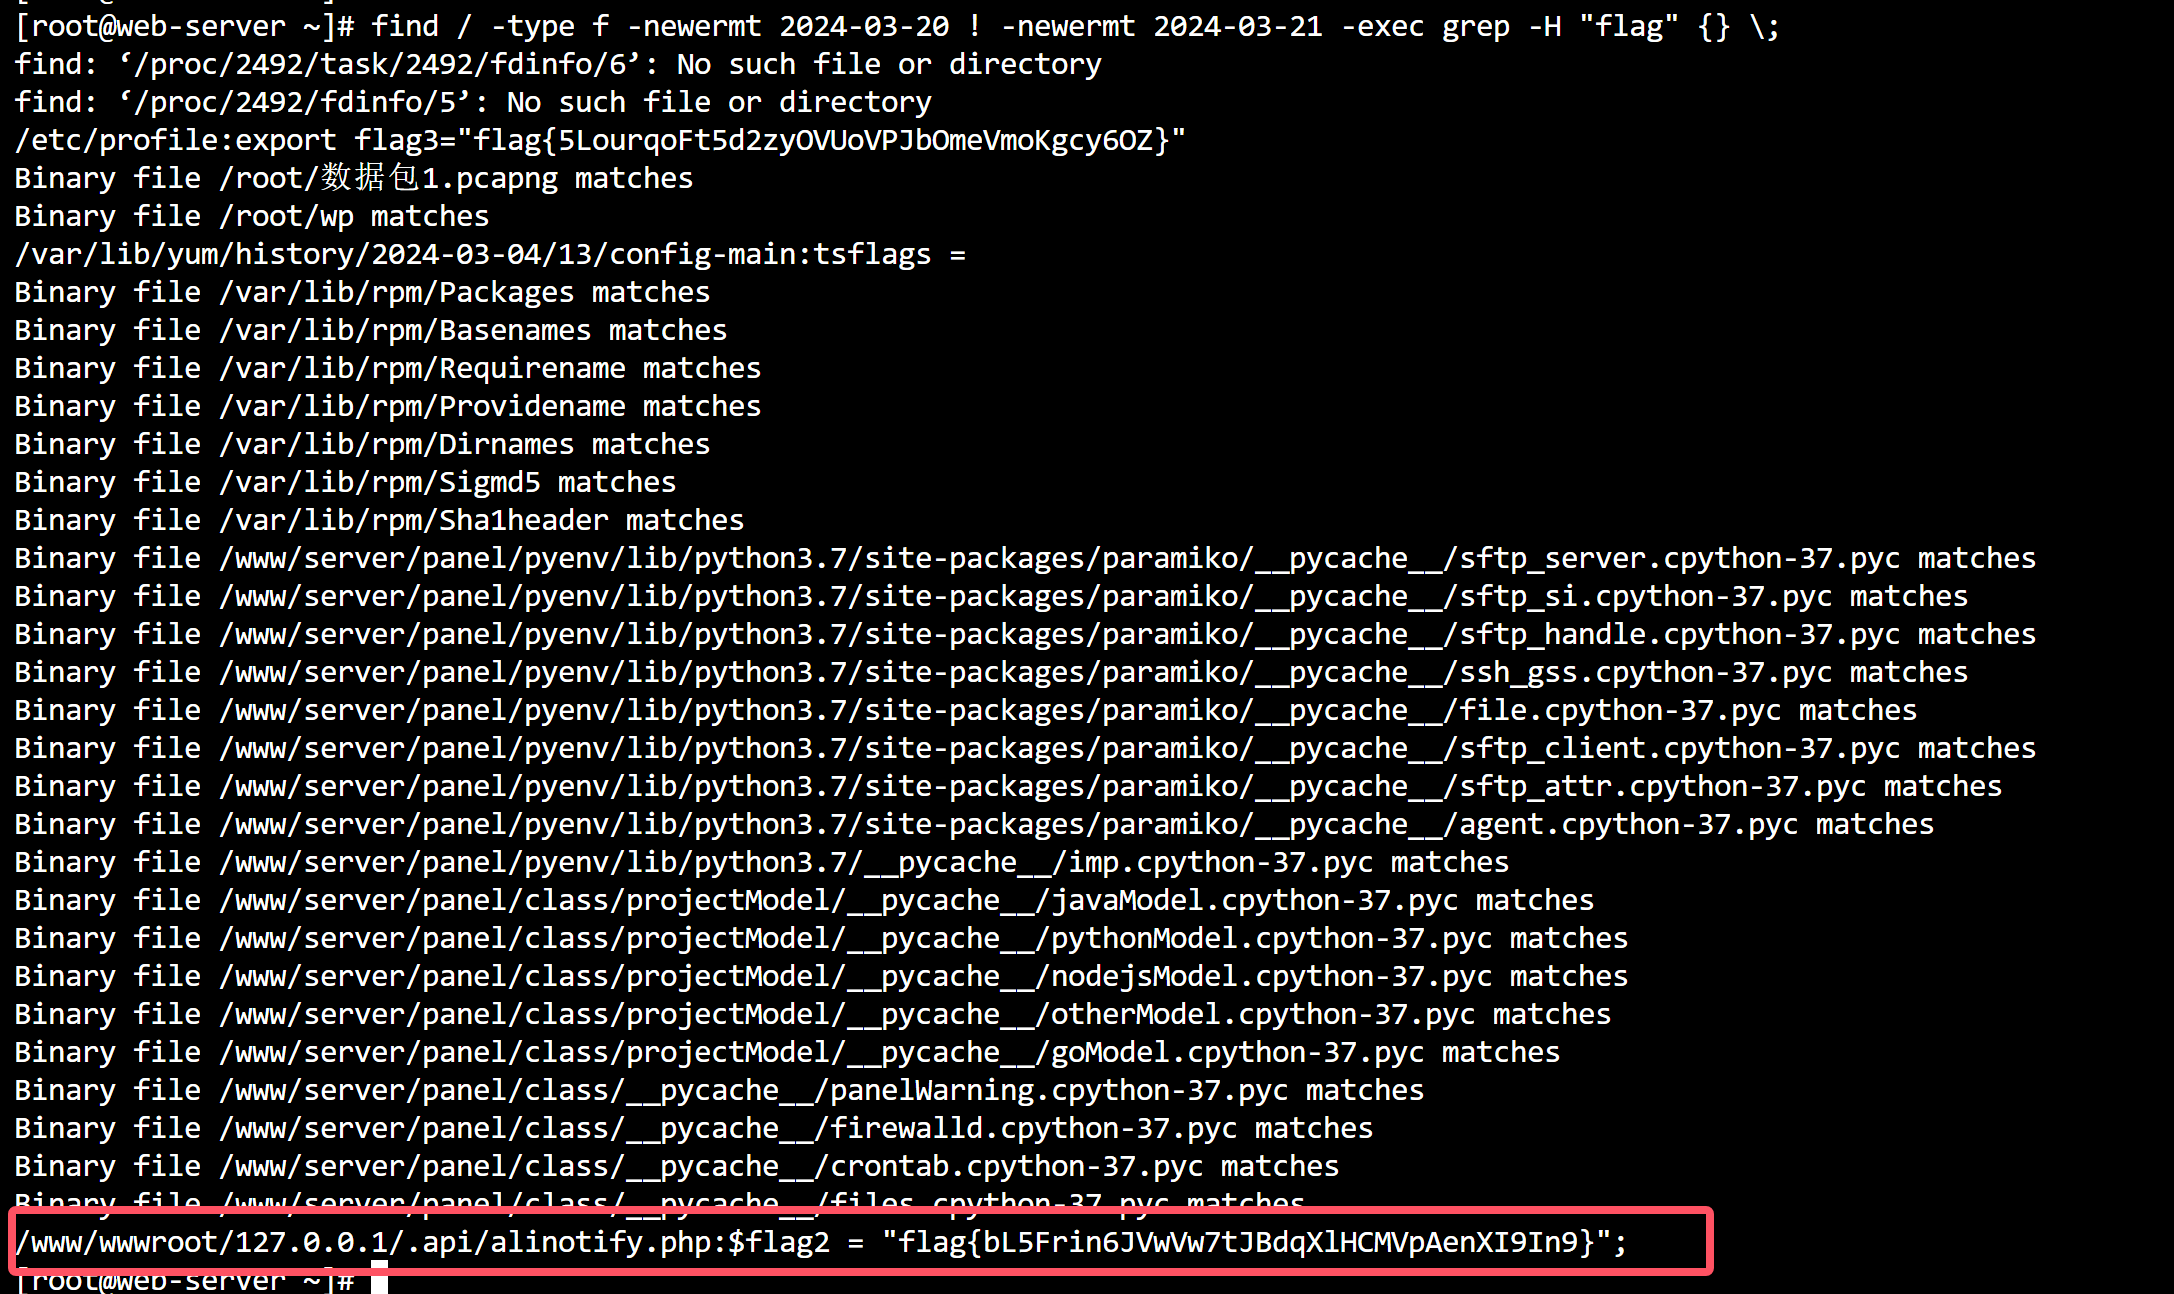 [root@web-server ~]# find / -type f -newermt 2024-03-20 ! -newermt 2024-03-21 -exec grep -H "flag" {} \;
find: ‘/proc/2492/task/2492/fdinfo/6’: No such file or directory
find: ‘/proc/2492/fdinfo/5’: No such file or directory
/etc/profile:export flag3="flag{5LourqoFt5d2zyOVUoVPJbOmeVmoKgcy6OZ}"
Binary file /root/数据包1.pcapng matches
Binary file /root/wp matches
/var/lib/yum/history/2024-03-04/13/config-main:tsflags =
Binary file /var/lib/rpm/Packages matches
Binary file /var/lib/rpm/Basenames matches
Binary file /var/lib/rpm/Requirename matches
Binary file /var/lib/rpm/Providename matches
Binary file /var/lib/rpm/Dirnames matches
Binary file /var/lib/rpm/Sigmd5 matches
Binary file /var/lib/rpm/Sha1header matches
Binary file /www/server/panel/pyenv/lib/python3.7/site-packages/paramiko/__pycache__/sftp_server.cpython-37.pyc matches
Binary file /www/server/panel/pyenv/lib/python3.7/site-packages/paramiko/__pycache__/sftp_si.cpython-37.pyc matches
Binary file /www/server/panel/pyenv/lib/python3.7/site-packages/paramiko/__pycache__/sftp_handle.cpython-37.pyc matches
Binary file /www/server/panel/pyenv/lib/python3.7/site-packages/paramiko/__pycache__/ssh_gss.cpython-37.pyc matches
Binary file /www/server/panel/pyenv/lib/python3.7/site-packages/paramiko/__pycache__/file.cpython-37.pyc matches
Binary file /www/server/panel/pyenv/lib/python3.7/site-packages/paramiko/__pycache__/sftp_client.cpython-37.pyc matches
Binary file /www/server/panel/pyenv/lib/python3.7/site-packages/paramiko/__pycache__/sftp_attr.cpython-37.pyc matches
Binary file /www/server/panel/pyenv/lib/python3.7/site-packages/paramiko/__pycache__/agent.cpython-37.pyc matches
Binary file /www/server/panel/pyenv/lib/python3.7/__pycache__/imp.cpython-37.pyc matches
Binary file /www/server/panel/class/projectModel/__pycache__/javaModel.cpython-37.pyc matches
Binary file /www/server/panel/class/projectModel/__pycache__/pythonModel.cpython-37.pyc matches
Binary file /www/server/panel/class/projectModel/__pycache__/nodejsModel.cpython-37.pyc matches
Binary file /www/server/panel/class/projectModel/__pycache__/otherModel.cpython-37.pyc matches
Binary file /www/server/panel/class/projectModel/__pycache__/goModel.cpython-37.pyc matches
Binary file /www/server/panel/class/__pycache__/panelWarning.cpython-37.pyc matches
Binary file /www/server/panel/class/__pycache__/firewalld.cpython-37.pyc matches
Binary file /www/server/panel/class/__pycache__/crontab.cpython-37.pyc matches
Binary file /www/server/panel/class/__pycache__/files.cpython-37.pyc matches
/www/wwwroot/127.0.0.1/.api/alinotify.php:$flag2 = "flag{bL5Frin6JVwVw7tJBdqXlHCMVpAenXI9In9}";
[root@web-server ~]#